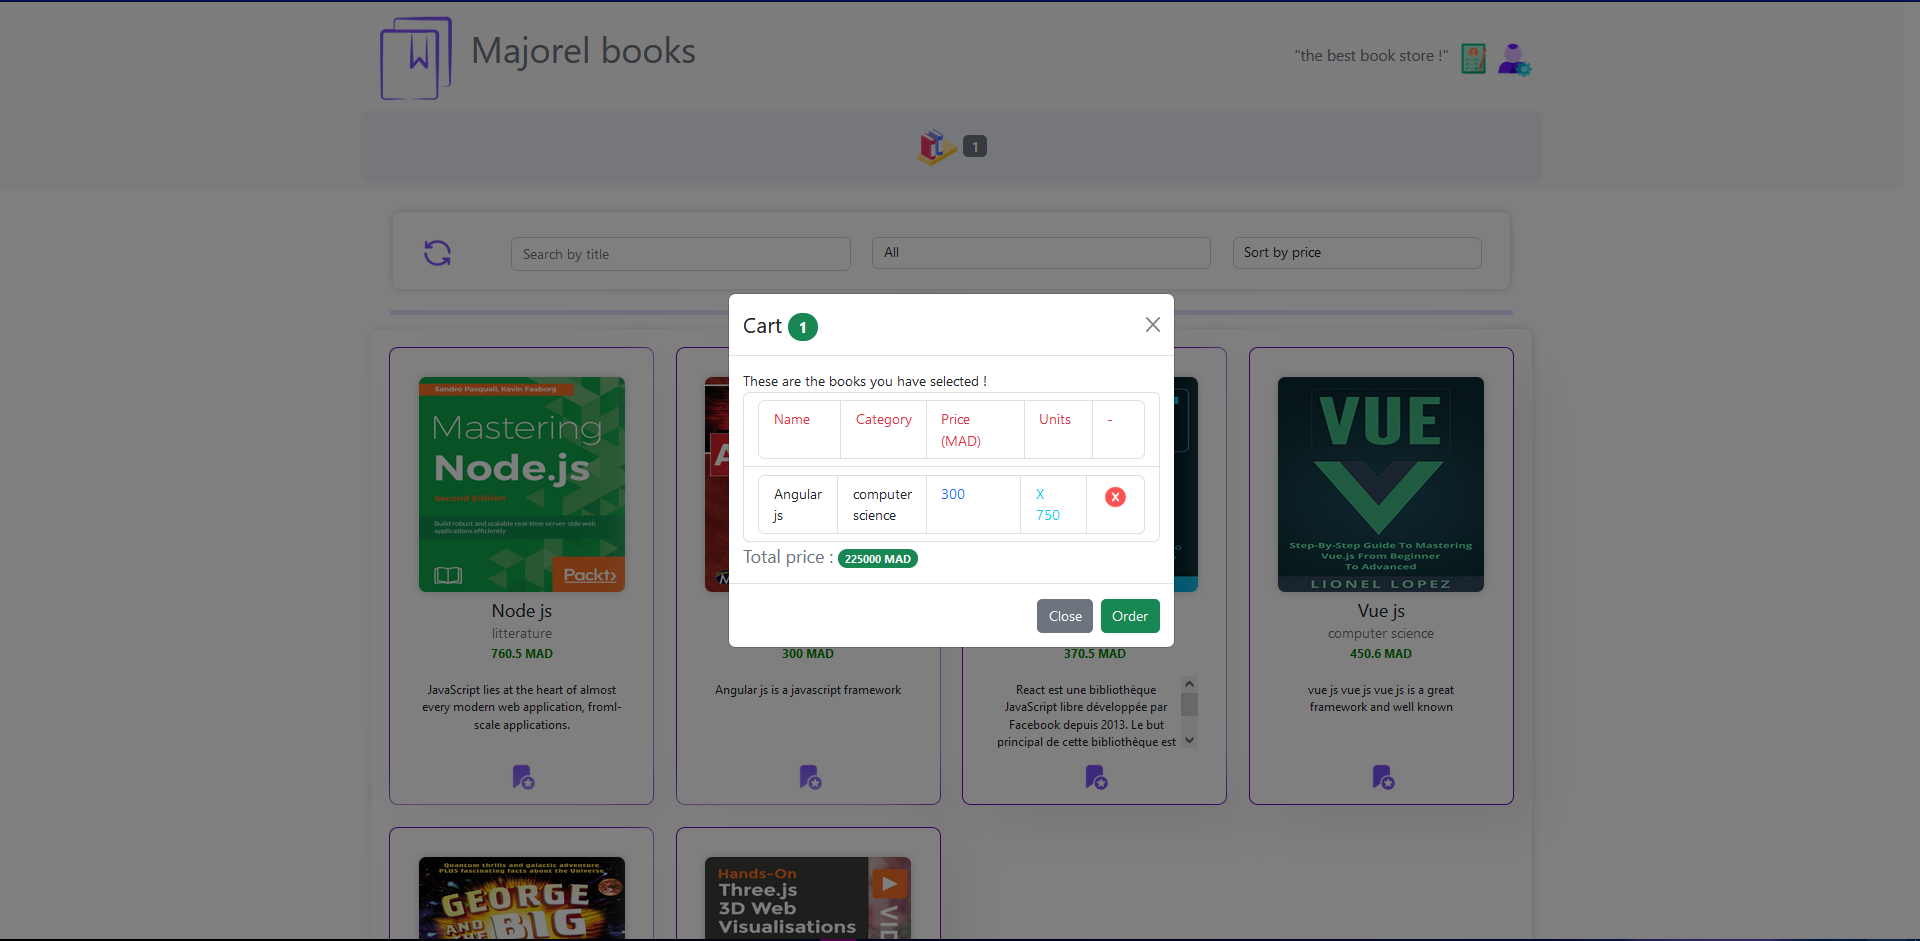 Majorel books
"the best book store !"
1
Search by title
All
Sort by price
Cart 1
These are the books you have selected !
Name Category Price (MAD) Units -
Angular js computer science 300 X 750 X
Total price : 225000 MAD
Close Order
Sandro Pasquali, Kevin Faaborg
Mastering
Node.js
Second Edition
Build robust and scalable real-time server-side web
applications efficiently
Packt>
Node js
litterature
760.5 MAD
JavaScript lies at the heart of almost
every modern web application, froml-
scale applications.
A
300 MAD
Angular js is a javascript framework
370.5 MAD
React est une bibliothèque
JavaScript libre développée par
Facebook depuis 2013. Le but
principal de cette bibliothèque est
VUE
Step-By-Step Guide To Mastering
Vue.js From Beginner
To Advanced
LIONEL LOPEZ
Vue js
computer science
450.6 MAD
vue js vue js vue js is a great
framework and well known
Quantum thrills and galactic adventure
PLUS fascinating facts about the Universe
GEORGE
AND THE BIG
Hands-On
Three.js
3D Web
Visualisations